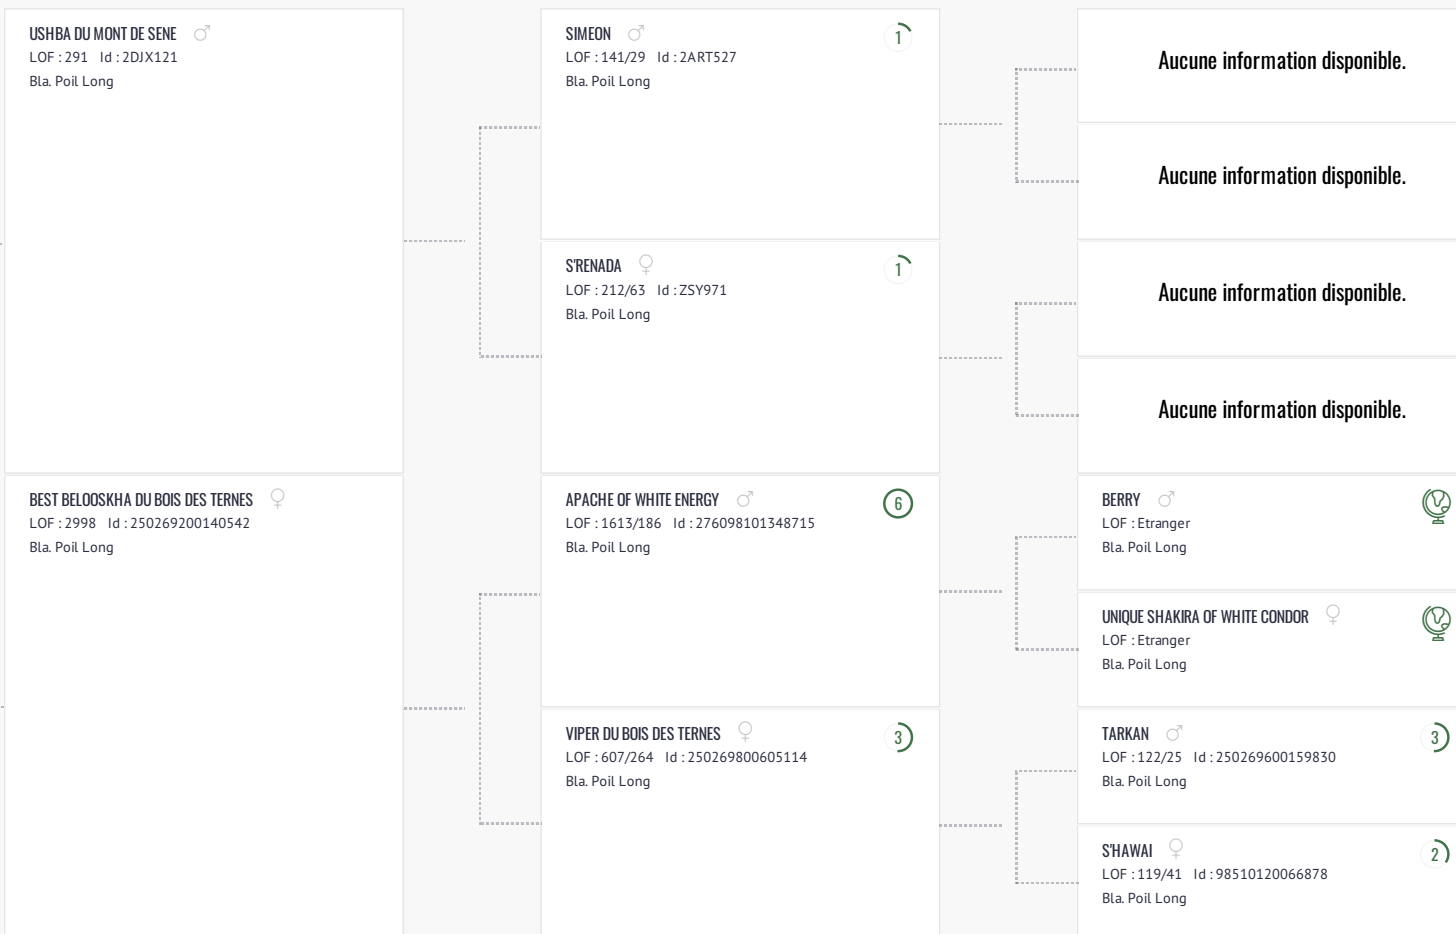 USHBA DU MONT DE SENE
LOF : 291 Id : 2DJX121
Bla. Poil Long
BEST BELOOSKHA DU BOIS DES TERNES
LOF : 2998 Id : 250269200140542
Bla. Poil Long
SIMEON
1
LOF : 141/29 Id : 2ART527
Bla. Poil Long
S'RENADA
1
LOF : 212/63 Id : ZSY971
Bla. Poil Long
APACHE OF WHITE ENERGY
6
LOF : 1613/186 Id : 276098101348715
Bla. Poil Long
VIPER DU BOIS DES TERNES
3
LOF : 607/264 Id : 250269800605114
Bla. Poil Long
Aucune information disponible.
Aucune information disponible.
Aucune information disponible.
Aucune information disponible.
BERRY
LOF : Etranger
Bla. Poil Long
UNIQUE SHAKIRA OF WHITE CONDOR
LOF : Etranger
Bla. Poil Long
TARKAN
3
LOF : 122/25 Id : 250269600159830
Bla. Poil Long
S'HAWAI
2
LOF : 119/41 Id : 98510120066878
Bla. Poil Long